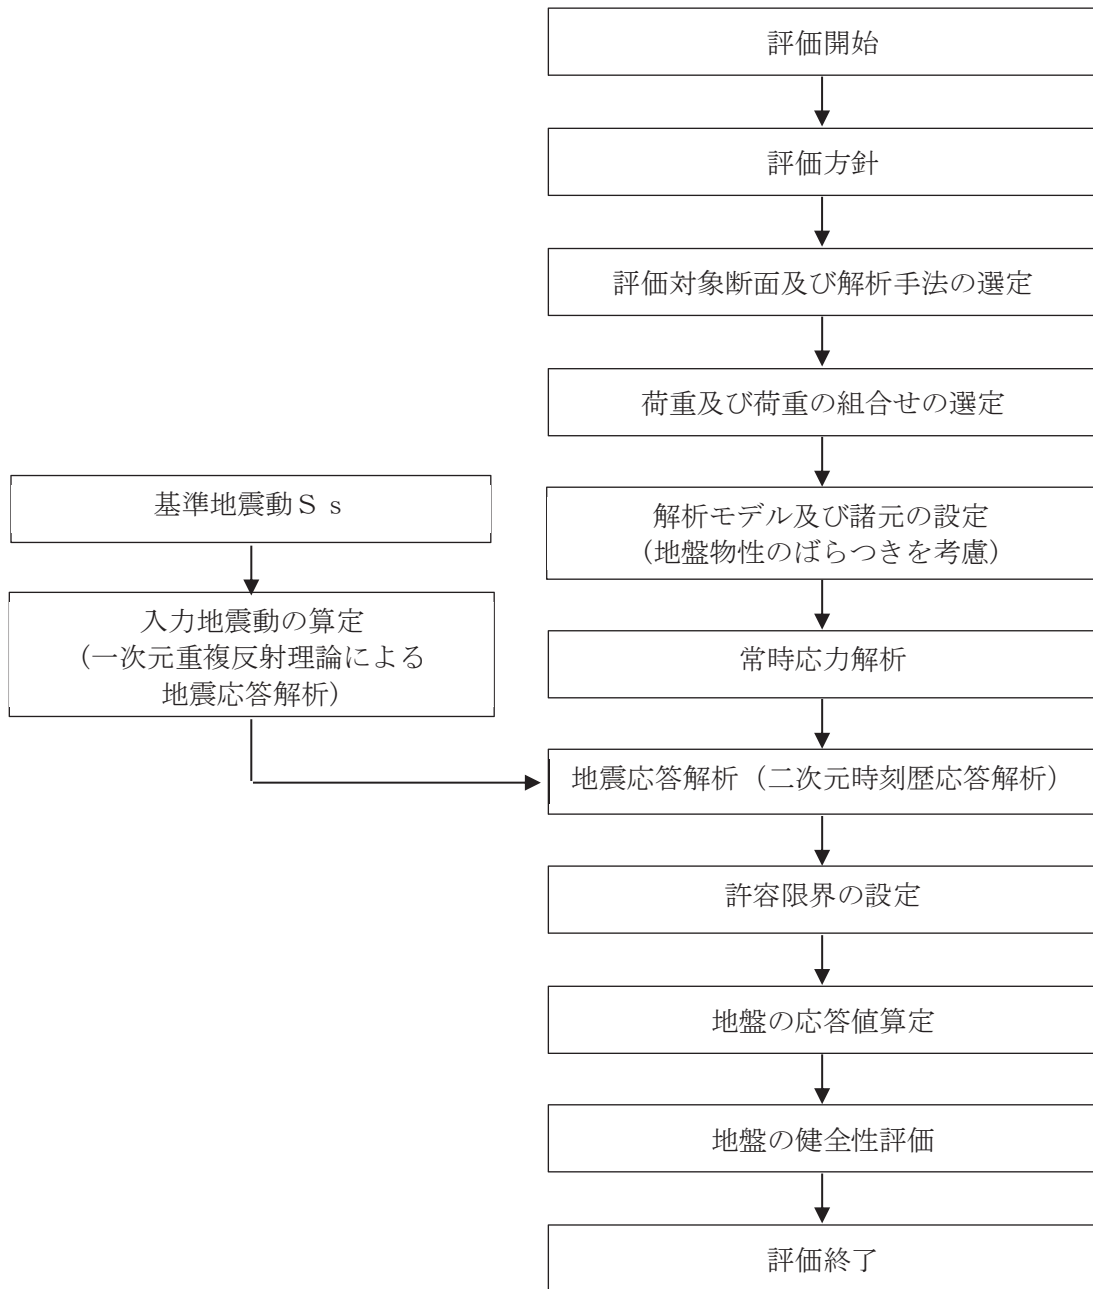 評価開始
評価方針
評価対象断面及び解析手法の選定
荷重及び荷重の組合せの選定
基準地震動Ｓｓ
解析モデル及び諸元の設定
（地盤物性のばらつきを考慮）
入力地震動の算定
（一次元重複反射理論による
地震応答解析）
常時応力解析
地震応答解析（二次元時刻歴応答解析）
許容限界の設定
地盤の応答値算定
地盤の健全性評価
評価終了